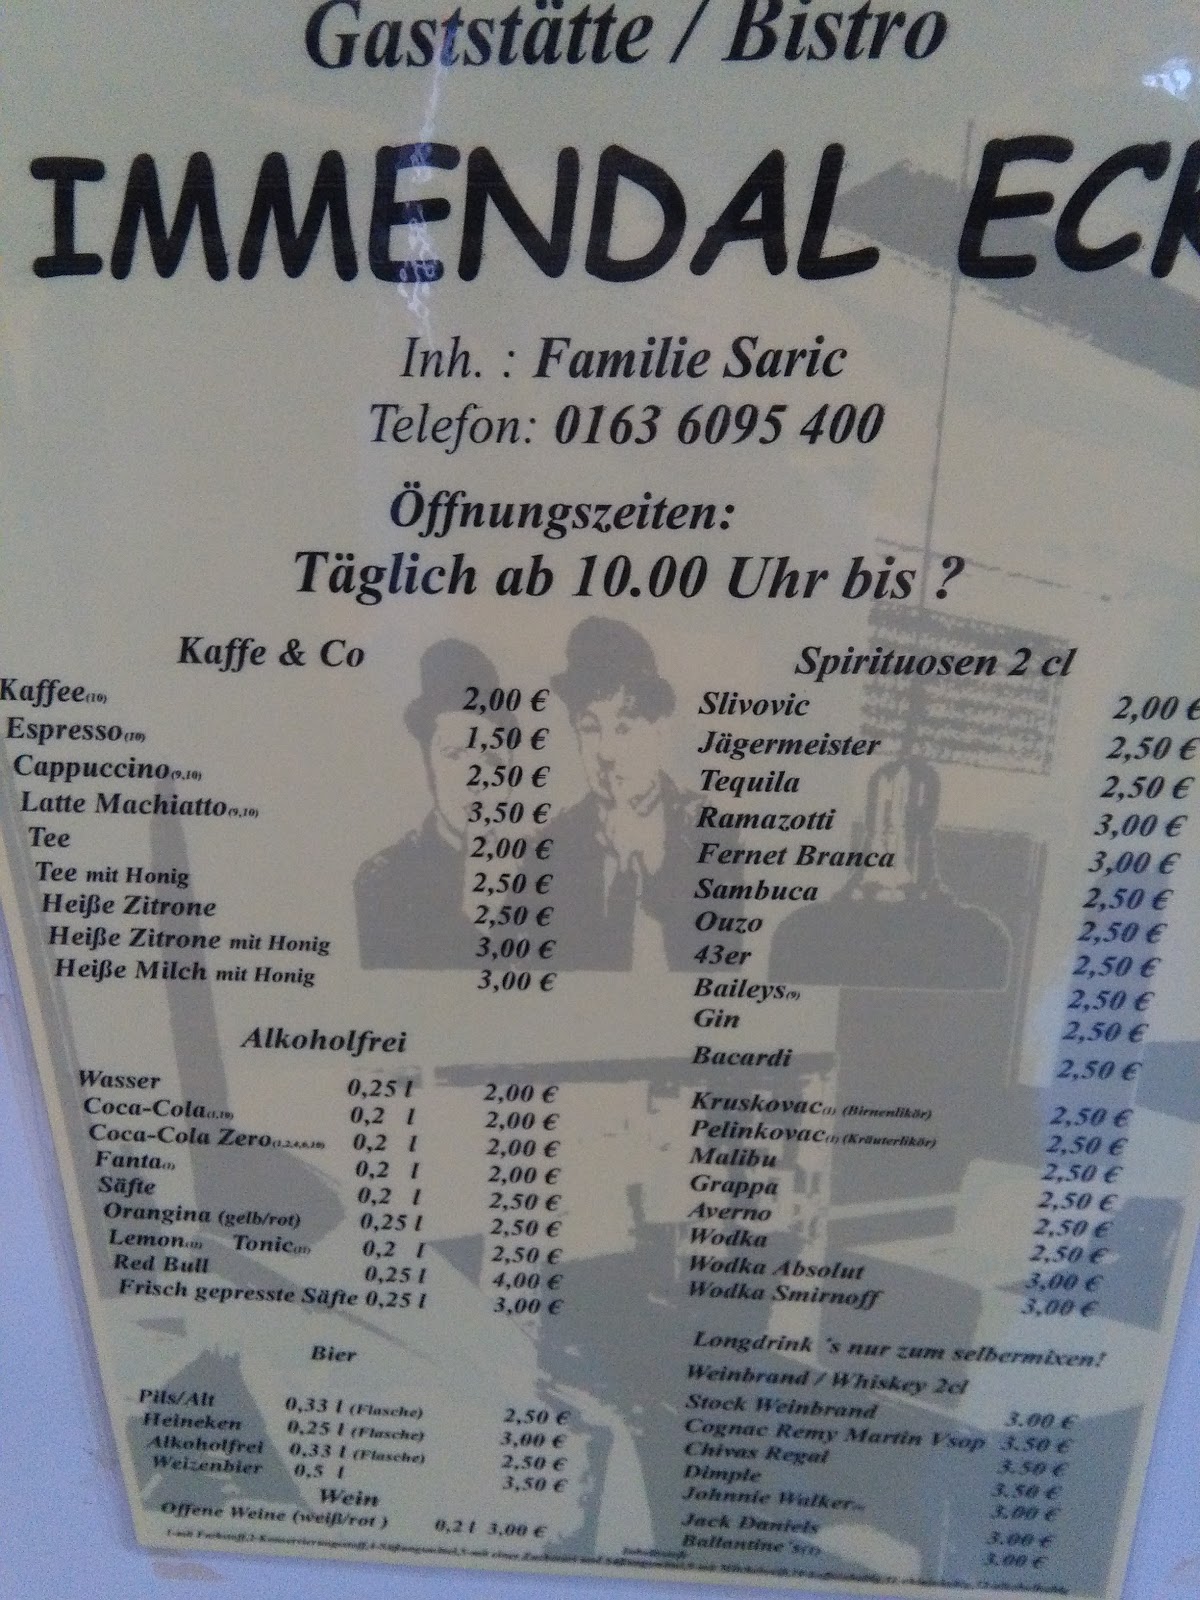 Gaststätte / Bistro
IMMENDAL ECK
Inh. : Familie Saric
Telefon: 0163 6095 400
Öffnungszeiten:
Täglich ab 10.00 Uhr bis ?
Kaffe & Co
Kaffee(10) 2,00 €
Espresso(10) 1,50 €
Cappuccino(9,10) 2,50 €
Latte Machiatto(9,10) 3,50 €
Tee 2,00 €
Tee mit Honig 2,50 €
Heiße Zitrone 2,50 €
Heiße Zitrone mit Honig 3,00 €
Heiße Milch mit Honig 3,00 €
Alkoholfrei
Wasser 0,25 l 2,00 €
Coca-Cola(1,10) 0,2 l 2,00 €
Coca-Cola Zero(1,2,4,6,10) 0,2 l 2,00 €
Fanta(1) 0,2 l 2,00 €
Säfte 0,2 l 2,50 €
Orangina (gelb/rot) 0,25 l 2,50 €
Lemon Tonic 0,2 l 2,50 €
Red Bull 0,25 l 4,00 €
Frisch gepresste Säfte 0,25 l 3,00 €
Bier
Pils/Alt 0,33 l (Flasche) 2,50 €
Heineken 0,25 l (Flasche) 3,00 €
Alkoholfrei 0,33 l (Flasche) 2,50 €
Weizenbier 0,5 l 3,50 €
Wein
Offene Weine (weiß/rot ) 0,2 l 3,00 €
Spirituosen 2 cl
Slivovic 2,00 €
Jägermeister 2,50 €
Tequila 2,50 €
Ramazotti 3,00 €
Fernet Branca 3,00 €
Sambuca 2,50 €
Ouzo 2,50 €
43er 2,50 €
Baileys(9) 2,50 €
Gin 2,50 €
Bacardi 2,50 €
Kruskovac(1) (Birnenlikör) 2,50 €
Pelinkovac(1) (Kräuterlikör) 2,50 €
Malibu 2,50 €
Grappa 2,50 €
Averno 2,50 €
Wodka 2,50 €
Wodka Absolut 3,00 €
Wodka Smirnoff 3,00 €
Longdrink ´s nur zum selbermixen!
Weinbrand / Whiskey 2cl
Stock Weinbrand 3.00 €
Cognac Remy Martin Vsop 3.50 €
Chivas Regal 3.50 €
Dimple 3.50 €
Johnnie Walker 3.00 €
Jack Daniels 3.00 €
Ballantine´s(1) 3.00 €